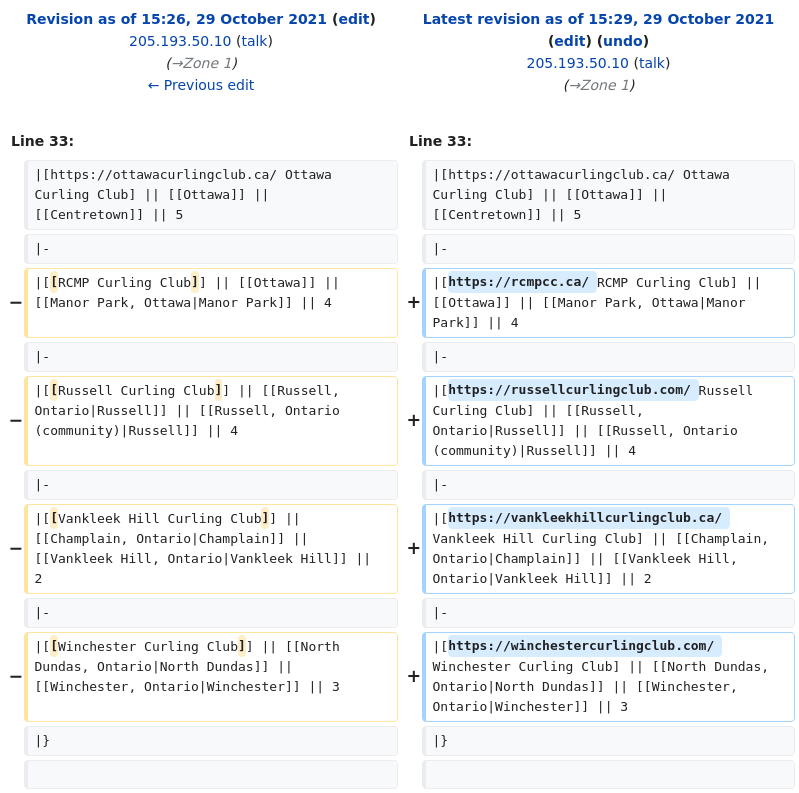 Revision as of 15:26, 29 October 2021 (edit)
205.193.50.10 (talk)
(→Zone 1)
← Previous edit
Latest revision as of 15:29, 29 October 2021
(edit) (undo)
205.193.50.10 (talk)
(→Zone 1)
Line 33:
Line 33:
|[https://ottawacurlingclub.ca/ Ottawa
Curling Club] || [[Ottawa]] ||
[[Centretown]] || 5
|[https://ottawacurlingclub.ca/ Ottawa
Curling Club] || [[Ottawa]] ||
[[Centretown]] || 5
|-
|-
−
|[[RCMP Curling Club]] || [[Ottawa]] ||
[[Manor Park, Ottawa|Manor Park]] || 4
+
|[https://rcmpcc.ca/ RCMP Curling Club] ||
[[Ottawa]] || [[Manor Park, Ottawa|Manor
Park]] || 4
|-
|-
−
|[[Russell Curling Club]] || [[Russell,
Ontario|Russell]] || [[Russell, Ontario
(community)|Russell]] || 4
+
|[https://russellcurlingclub.com/ Russell
Curling Club] || [[Russell,
Ontario|Russell]] || [[Russell, Ontario
(community)|Russell]] || 4
|-
|-
−
|[[Vankleek Hill Curling Club]] ||
[[Champlain, Ontario|Champlain]] ||
[[Vankleek Hill, Ontario|Vankleek Hill]] ||
2
+
|[https://vankleekhillcurlingclub.ca/
Vankleek Hill Curling Club] || [[Champlain,
Ontario|Champlain]] || [[Vankleek Hill,
Ontario|Vankleek Hill]] || 2
|-
|-
−
|[[Winchester Curling Club]] || [[North
Dundas, Ontario|North Dundas]] ||
[[Winchester, Ontario|Winchester]] || 3
+
|[https://winchestercurlingclub.com/
Winchester Curling Club] || [[North Dundas,
Ontario|North Dundas]] || [[Winchester,
Ontario|Winchester]] || 3
|}
|}